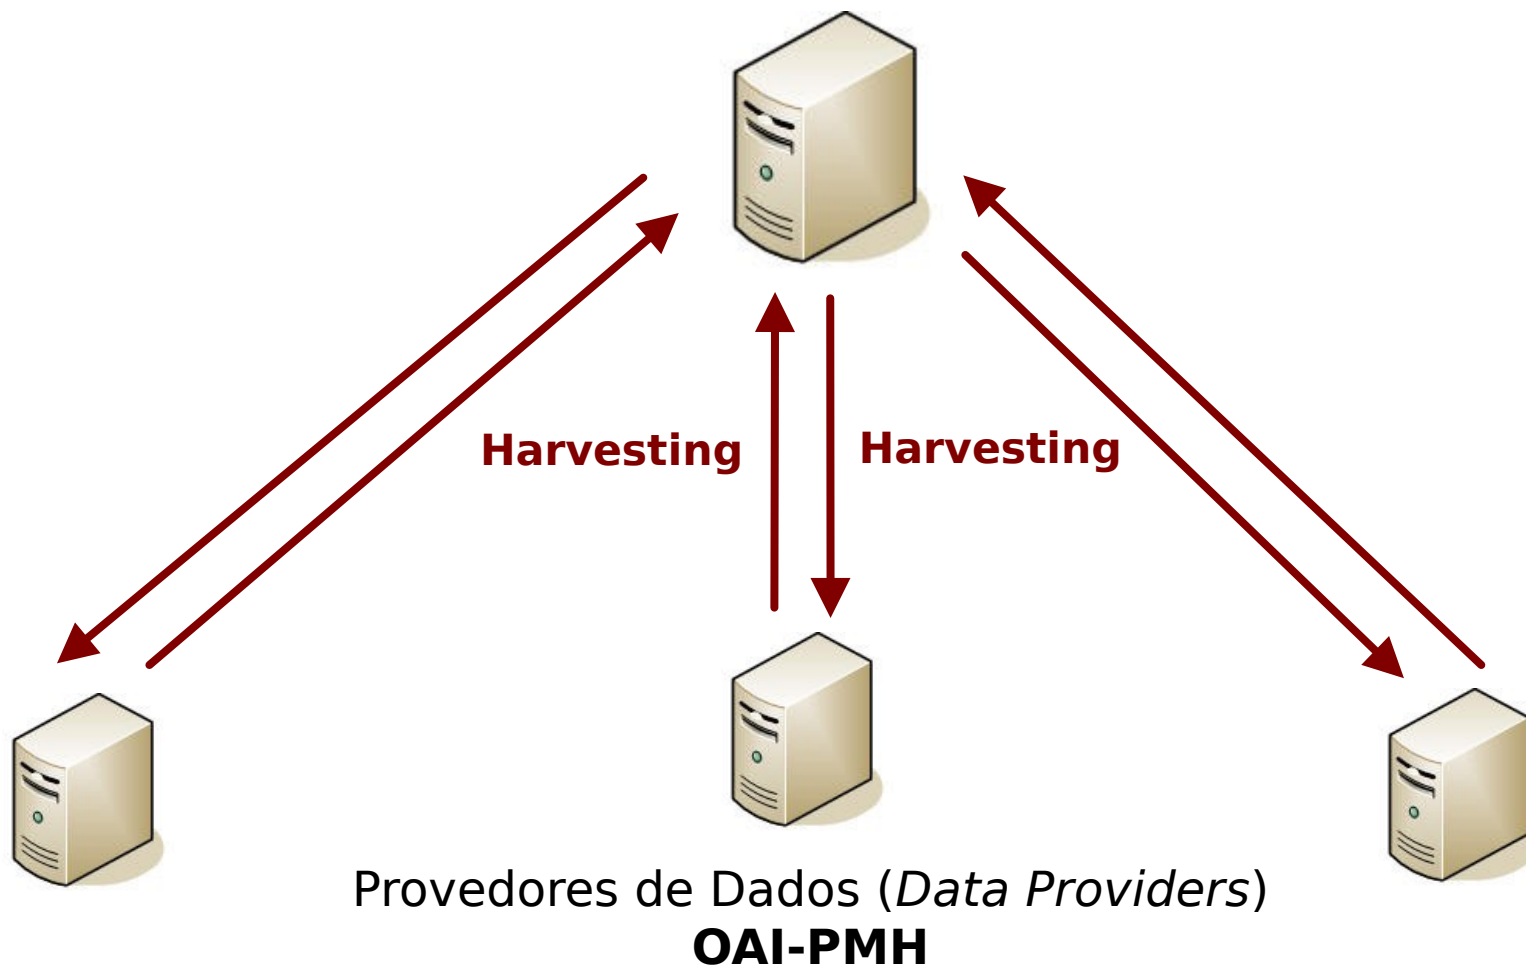 Harvesting
Harvesting
Provedores de Dados (Data Providers)
OAI-PMH